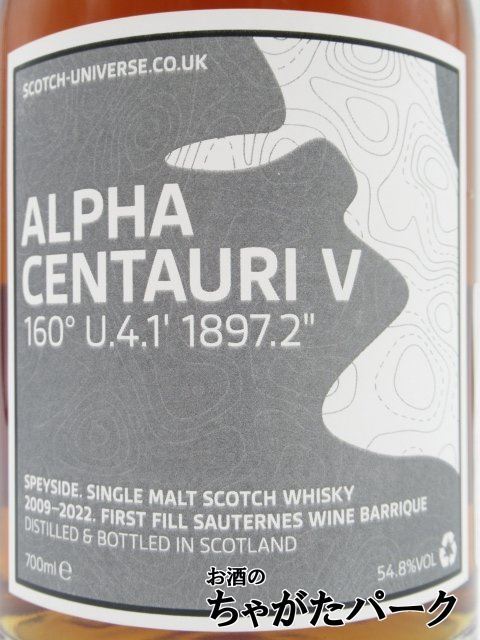 SCOTCH-UNIVERSE.CO.UK
ALPHA
CENTAURI V
160° U.4.1' 1897.2"
SPEYSIDE. SINGLE MALT SCOTCH WHISKY
2009–2022. FIRST FILL SAUTERNES WINE BARRIQUE
DISTILLED & BOTTLED IN SCOTLAND
700ml ℮
54.8%VOL
お酒の
ちゃがたパーク